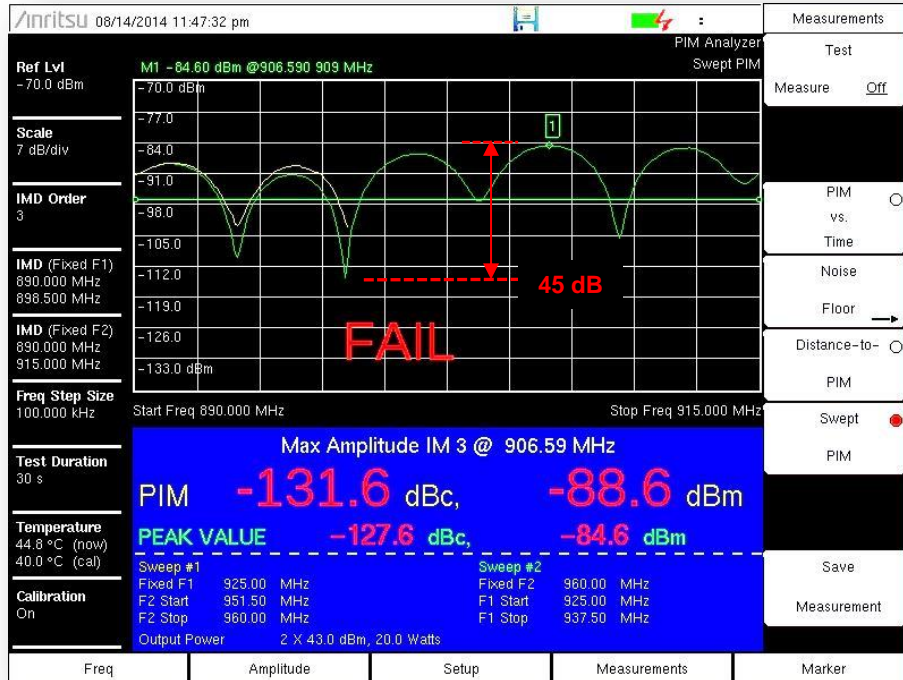 Anritsu 08/14/2014 11:47:32 pm
Ref Lvl
-70.0 dBm
Scale
7 dB/div
IMD Order
3
IMD (Fixed F1)
890.000 MHz
898.500 MHz
IMD (Fixed F2)
890.000 MHz
915.000 MHz
Freq Step Size
100.000 kHz
Test Duration
30 s
Temperature
44.8 °C (now)
40.0 °C (cal)
Calibration
On
PIM Analyzer
M1 -84.60 dBm @906.590 909 MHz
Swept PIM
-70.0 dBm
-77.0
-84.0
-91.0
-98.0
-105.0
-112.0
-119.0
-126.0
-133.0 dBm
1
45 dB
FAIL
Start Freq 890.000 MHz
Stop Freq 915.000 MHz
Max Amplitude IM 3 @ 906.59 MHz
PIM -131.6 dBc, -88.6 dBm
PEAK VALUE -127.6 dBc, -84.6 dBm
Sweep #1
Fixed F1 925.00 MHz
F2 Start 951.50 MHz
F2 Stop 960.00 MHz
Output Power 2 X 43.0 dBm, 20.0 Watts
Sweep #2
Fixed F2 960.00 MHz
F1 Start 925.00 MHz
F1 Stop 937.50 MHz
Measurements
Test
Measure Off
PIM
vs.
Time
Noise
Floor
Distance-to-
PIM
Swept
PIM
Save
Measurement
Freq
Amplitude
Setup
Measurements
Marker